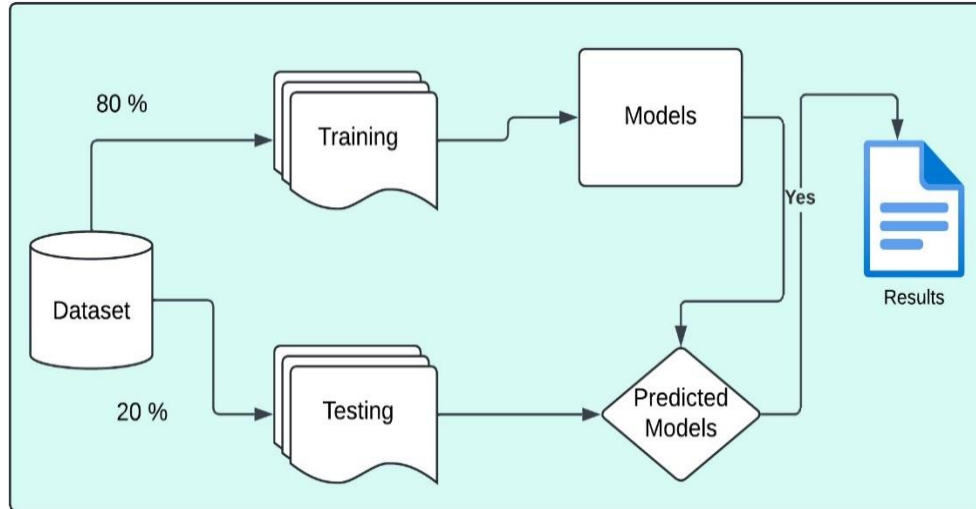 80 %
Training
Models
Yes
Dataset
Results
20 %
Testing
Predicted
Models